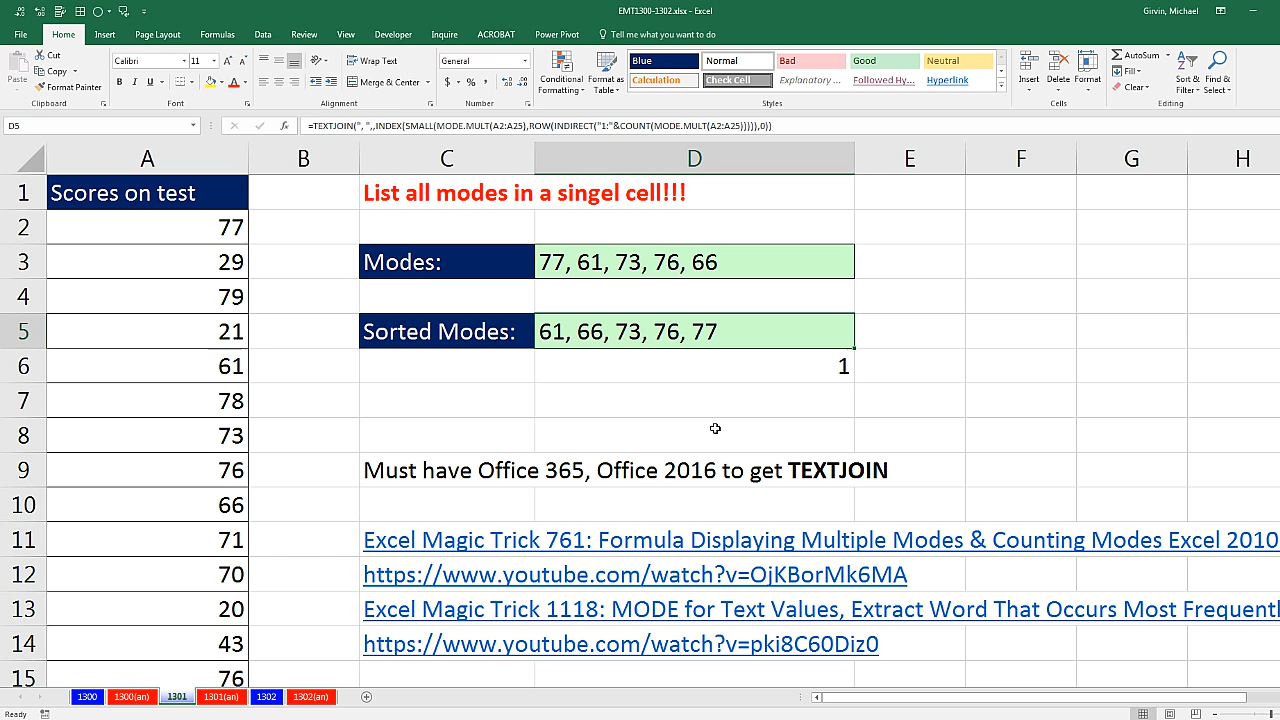 EMT1300-1302.xlsx - Excel
Girvin, Michael
File Home Insert Page Layout Formulas Data Review View Developer Inquire ACROBAT Power Pivot Tell me what you want to do
Paste
Cut
Copy
Format Painter
Clipboard
Calibri 11
B I U
Font
Wrap Text
Merge & Center
Alignment
General
$ % ,
Number
Conditional Formatting
Format as Table
Blue Normal Bad Good Neutral
Calculation Check Cell Explanatory ... Followed Hy... Hyperlink
Styles
Insert Delete Format
Cells
AutoSum
Fill
Clear
Sort & Filter
Find & Select
Editing
D5
fx
=TEXTJOIN(", ",,INDEX(SMALL(MODE.MULT(A2:A25),ROW(INDIRECT("1:"&COUNT(MODE.MULT(A2:A25))))),0))
A B C D E F G H
1 Scores on test List all modes in a singel cell!!!
2 77
3 29 Modes: 77, 61, 73, 76, 66
4 79
5 21 Sorted Modes: 61, 66, 73, 76, 77
6 61 1
7 78
8 73
9 76 Must have Office 365, Office 2016 to get TEXTJOIN
10 66
11 71 Excel Magic Trick 761: Formula Displaying Multiple Modes & Counting Modes Excel 2010
12 70 https://www.youtube.com/watch?v=OjKBorMk6MA
13 20 Excel Magic Trick 1118: MODE for Text Values, Extract Word That Occurs Most Frequentl
14 43 https://www.youtube.com/watch?v=pki8C60Diz0
15 76
1300 1300(an) 1301 1301(an) 1302 1302(an)
Ready